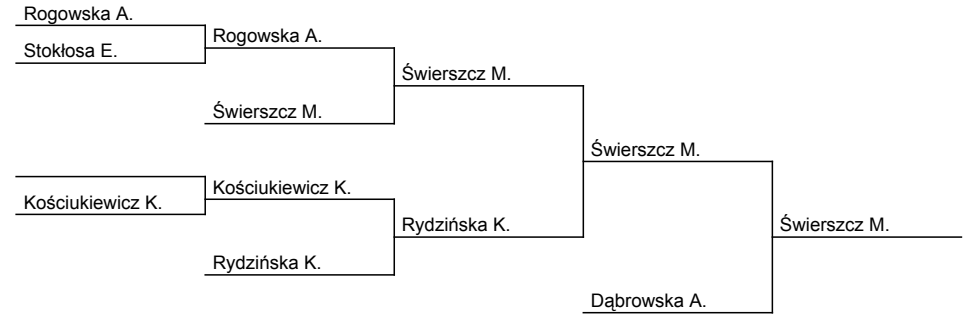 Rogowska A.
Stokłosa E.
Rogowska A.
Świerszcz M.
Świerszcz M.
Świerszcz M.
Kościukiewicz K.
Kościukiewicz K.
Rydzińska K.
Rydzińska K.
Świerszcz M.
Dąbrowska A.